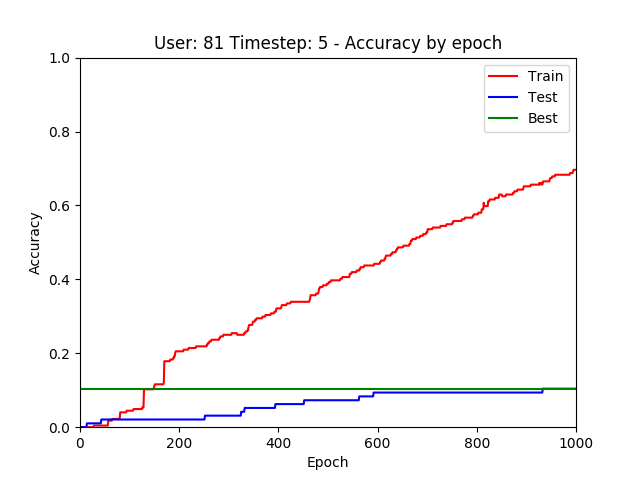 User: 81 Timestep: 5 - Accuracy by epoch
1.0
0.8
0.6
0.4
0.2
0.0
Accuracy
Train
Test
Best
0 200 400 600 800 1000
Epoch